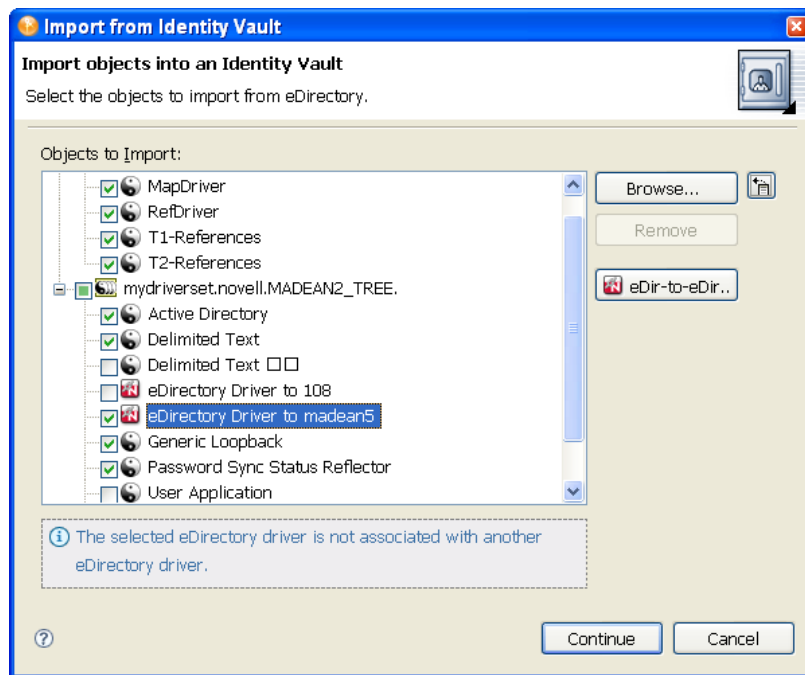 Import from Identity Vault
Import objects into an Identity Vault
Select the objects to import from eDirectory.
Objects to Import:
MapDriver
RefDriver
T1-References
T2-References
mydriverset.novell.MADEAN2_TREE.
Active Directory
Delimited Text
Delimited Text □□
eDirectory Driver to 108
eDirectory Driver to madean5
Generic Loopback
Password Sync Status Reflector
User Application
Browse...
Remove
eDir-to-eDir..
The selected eDirectory driver is not associated with another
eDirectory driver.
Continue
Cancel